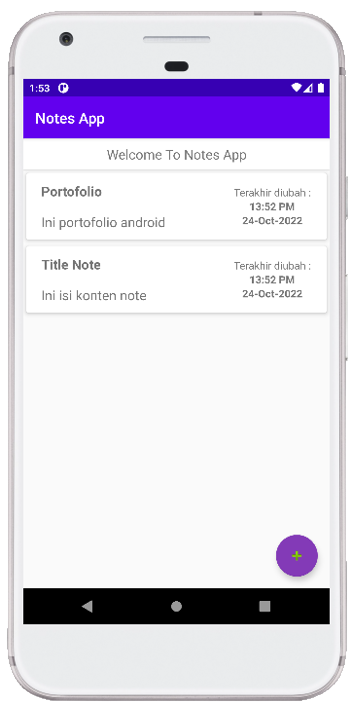 1:53
Notes App
Welcome To Notes App
Portofolio
Terakhir diubah :
13:52 PM
Ini portofolio android
24-Oct-2022
Title Note
Terakhir diubah :
13:52 PM
Ini isi konten note
24-Oct-2022
+